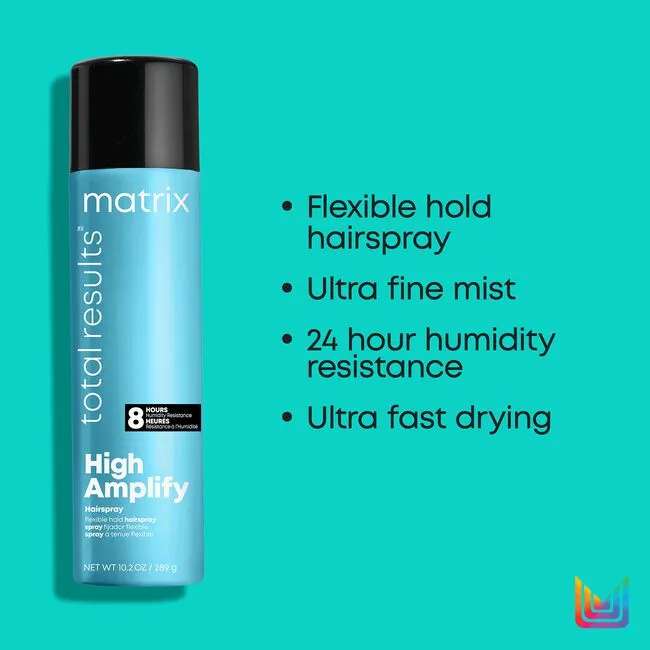 matrix
total results™
8 HOURS
Humidity Resistance
HEURES
Résistance à l'Humidité
High
Amplify
Hairspray
flexible hold hairspray
spray fijador flexible
spray à tenue flexible
NET WT 10.2 OZ / 289 g
• Flexible hold
hairspray
• Ultra fine mist
• 24 hour humidity
resistance
• Ultra fast drying